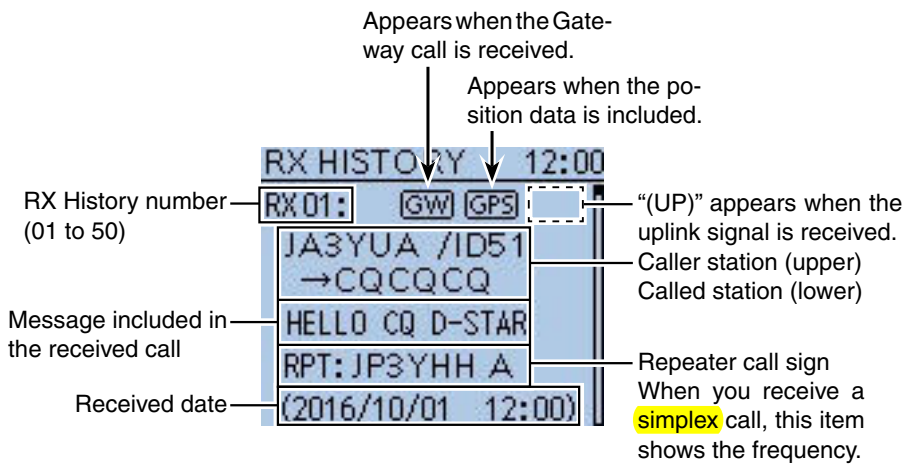 Appears when the Gate-
way call is received.
Appears when the po-
sition data is included.
RX HISTORY 12:00
RX History number
(01 to 50)
RX 01:
GW
GPS
"(UP)" appears when the
uplink signal is received.
JA3YUA /ID51
→CQCQCQ
Caller station (upper)
Called station (lower)
Message included in
the received call
HELLO CQ D-STAR
RPT:JP3YHH A
Repeater call sign
When you receive a
simplex call, this item
shows the frequency.
Received date
(2016/10/01 12:00)